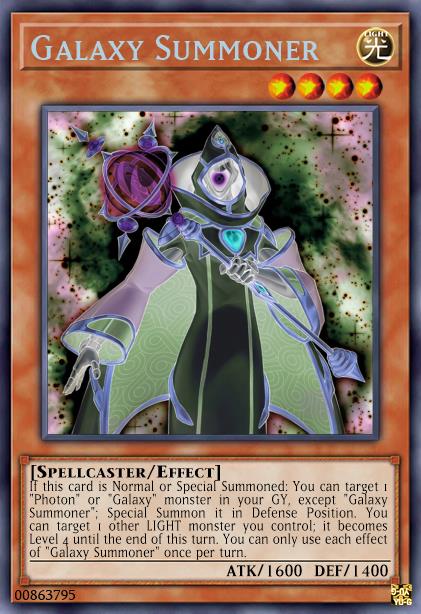 GALAXY SUMMONER
LIGHT
光
[SPELLCASTER/EFFECT]
If this card is Normal or Special Summoned: You can target 1
"Photon" or "Galaxy" monster in your GY, except "Galaxy
Summoner"; Special Summon it in Defense Position. You
can target 1 other LIGHT monster you control; it becomes
Level 4 until the end of this turn. You can only use each effect
of "Galaxy Summoner" once per turn.
ATK/1600 DEF/1400
00863795